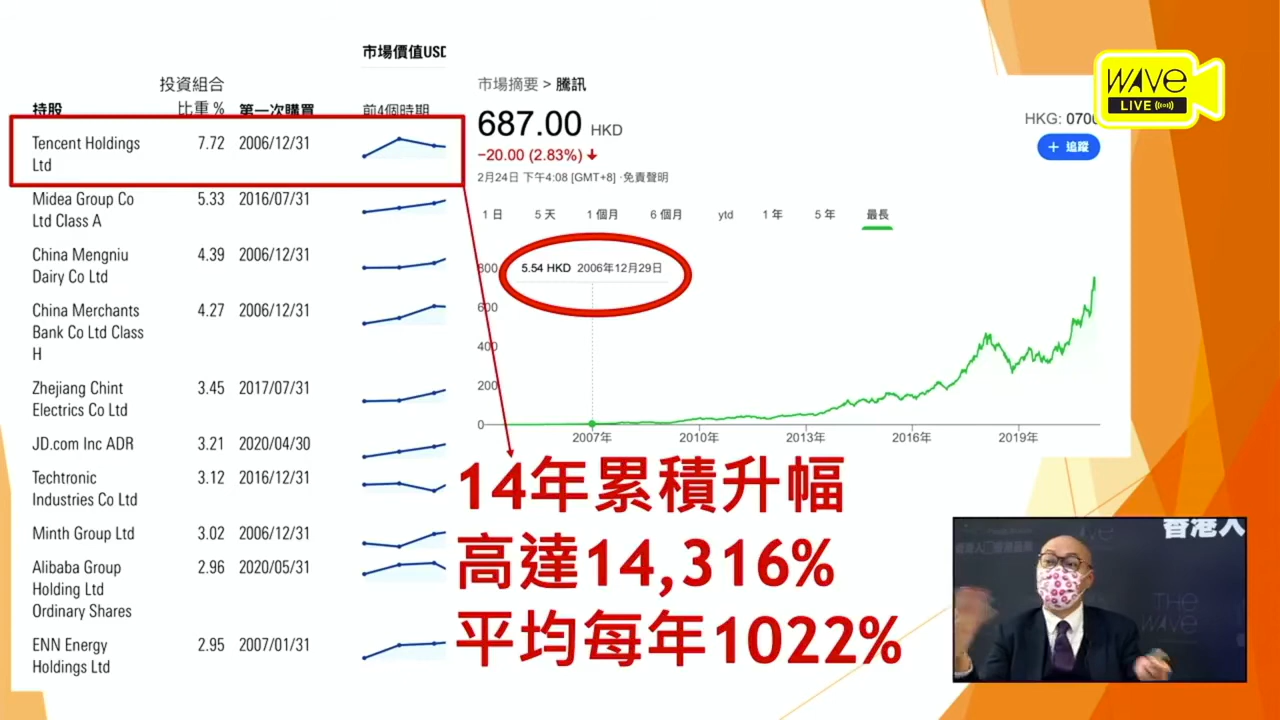 市場價值USD
投資組合
持股 比重 % 第一次購買 前4個時期
Tencent Holdings 7.72 2006/12/31
Ltd
Midea Group Co 5.33 2016/07/31
Ltd Class A
China Mengniu 4.39 2006/12/31
Dairy Co Ltd
China Merchants 4.27 2006/12/31
Bank Co Ltd Class
H
Zhejiang Chint 3.45 2017/07/31
Electrics Co Ltd
JD.com Inc ADR 3.21 2020/04/30
Techtronic 3.12 2016/12/31
Industries Co Ltd
Minth Group Ltd 3.02 2006/12/31
Alibaba Group 2.96 2020/05/31
Holding Ltd
Ordinary Shares
ENN Energy 2.95 2007/01/31
Holdings Ltd
市場摘要 > 騰訊
687.00 HKD
HKG: 0700
−20.00 (2.83%)
+ 追蹤
2月24日 下午4:08 [GMT+8] · 免責聲明
1 日 5 天 1 個月 6 個月 ytd 1 年 5 年 最長
5.54 HKD 2006年12月29日
800
600
400
200
0
2007年 2010年 2013年 2016年 2019年
14年累積升幅
高達14,316%
平均每年1022%
WAVE
LIVE
香港人
THE
WAVE